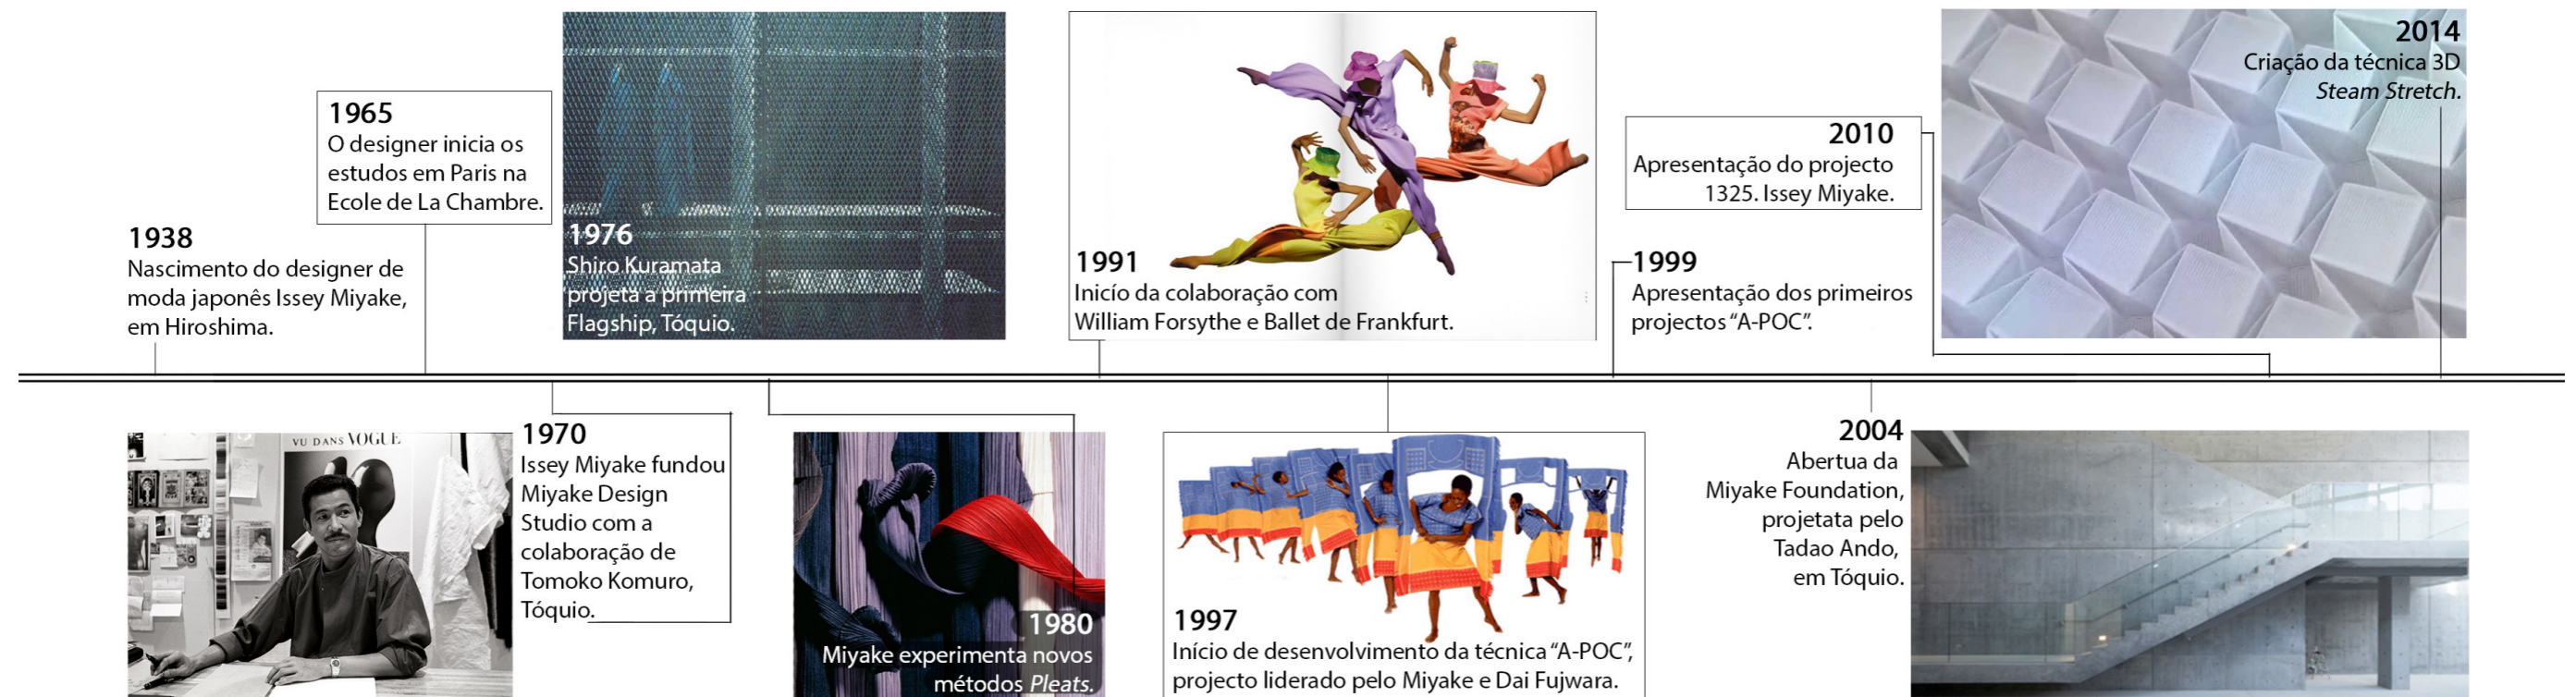 1938
Nascimento do designer de
moda japonês Issey Miyake,
em Hiroshima.
1965
O designer inicia os
estudos em Paris na
Ecole de La Chambre.
VU DANS VOGUE
1970
Issey Miyake fundou
Miyake Design
Studio com a
colaboração de
Tomoko Komuro,
Tóquio.
1976
Shiro Kuramata
projeta a primeira
Flagship, Tóquio.
1980
Miyake experimenta novos
métodos Pleats.
1991
Inicío da colaboração com
William Forsythe e Ballet de Frankfurt.
1997
Início de desenvolvimento da técnica “A-POC”,
projecto liderado pelo Miyake e Dai Fujwara.
1999
Apresentação dos primeiros
projectos “A-POC”.
2004
Abertua da
Miyake Foundation,
projetata pelo
Tadao Ando,
em Tóquio.
2010
Apresentação do projecto
1325. Issey Miyake.
2014
Criação da técnica 3D
Steam Stretch.